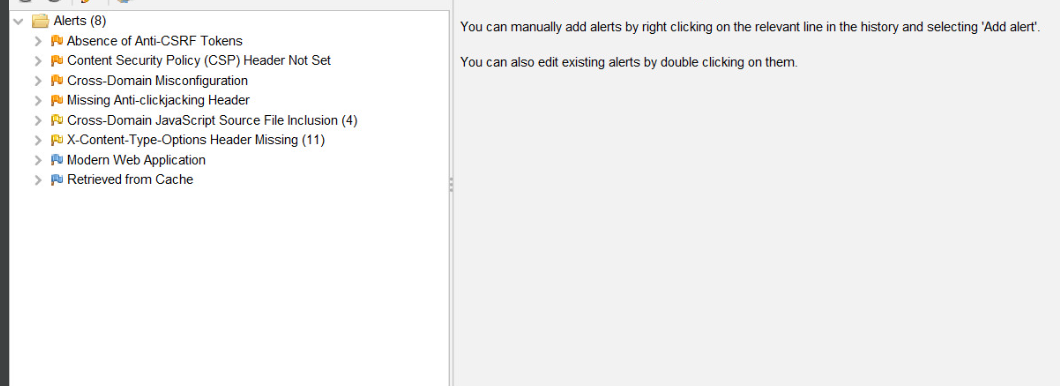 Alerts (8)
Absence of Anti-CSRF Tokens
Content Security Policy (CSP) Header Not Set
Cross-Domain Misconfiguration
Missing Anti-clickjacking Header
Cross-Domain JavaScript Source File Inclusion (4)
X-Content-Type-Options Header Missing (11)
Modern Web Application
Retrieved from Cache
You can manually add alerts by right clicking on the relevant line in the history and selecting 'Add alert'.
You can also edit existing alerts by double clicking on them.